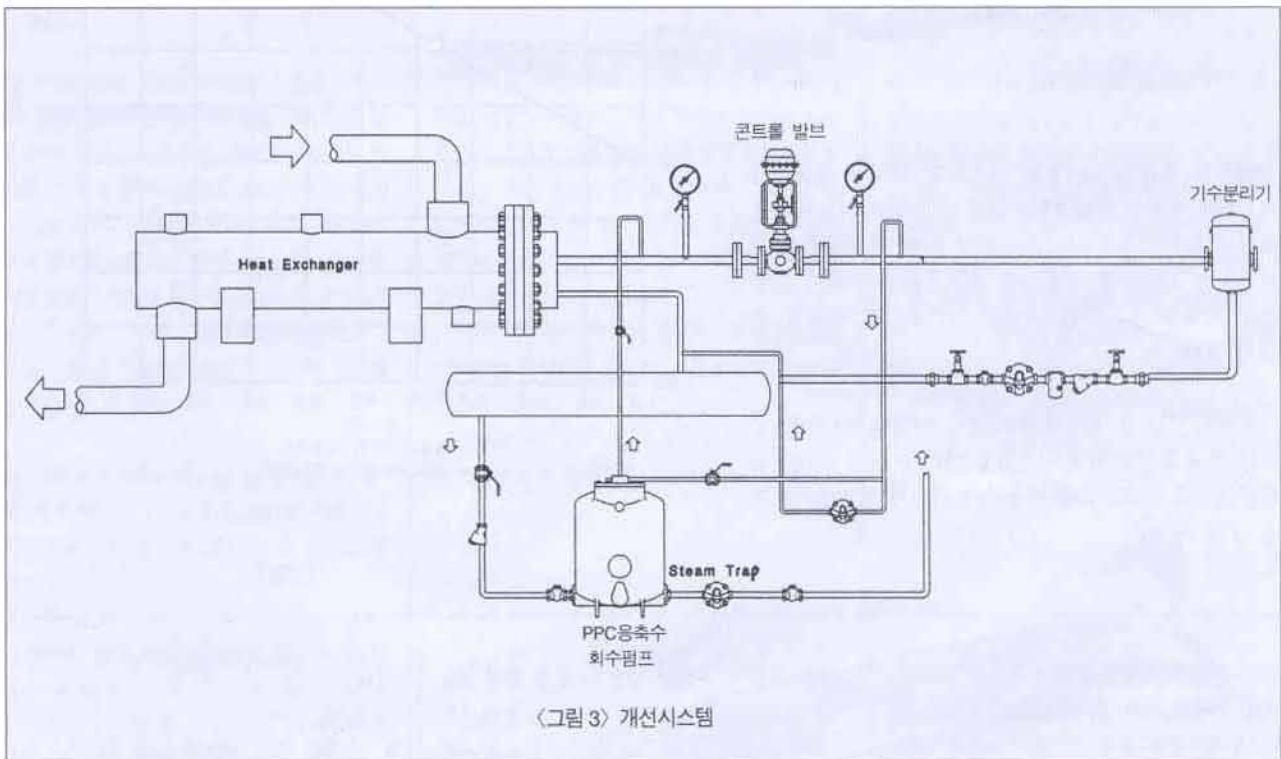 콘트롤 발브
기수분리기
Heat Exchanger
Steam Trap
PPC응축수
회수펌프
〈그림 3〉 개선시스템